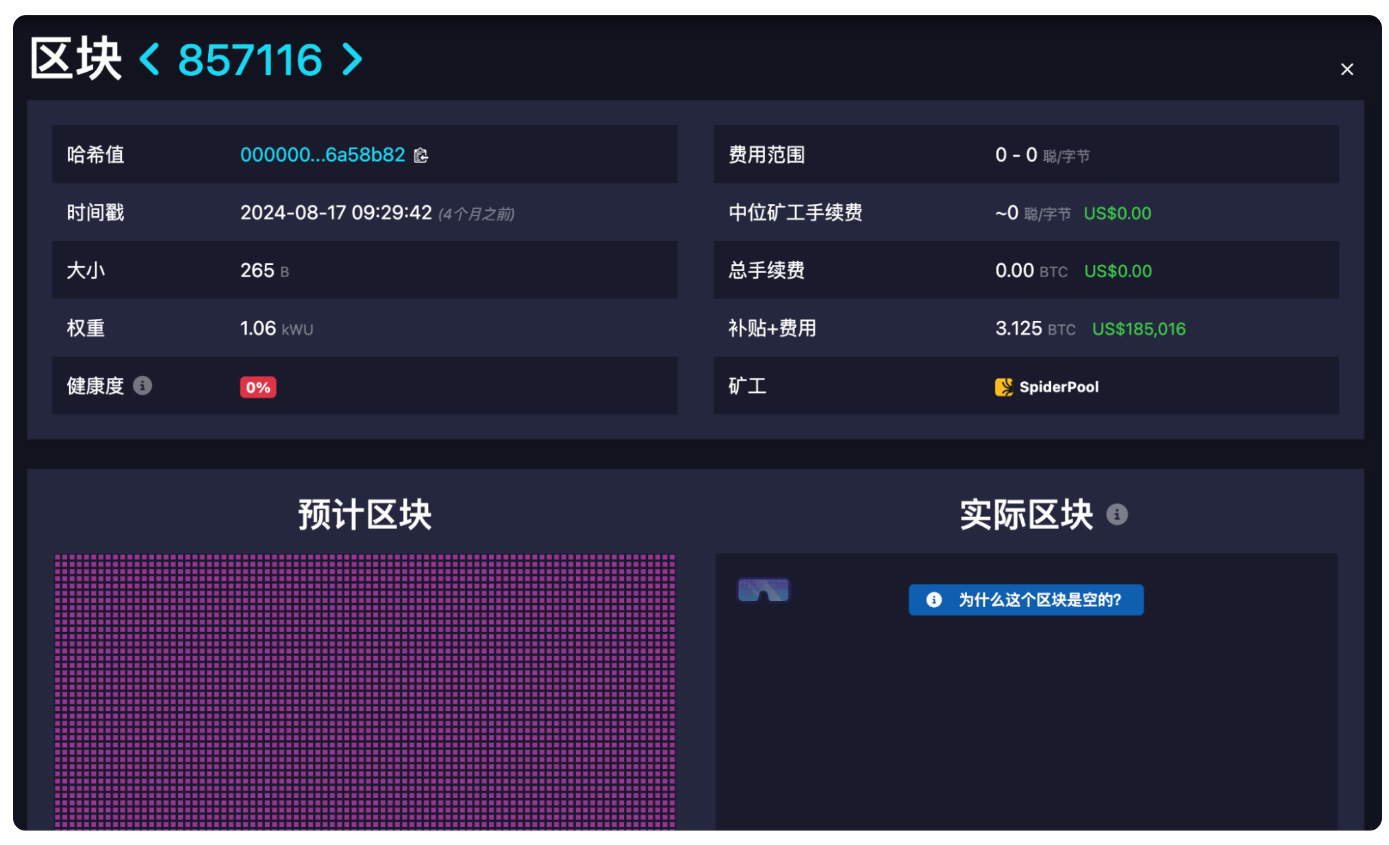 区块 < 857116 >
×
哈希值 000000...6a58b82
时间戳 2024-08-17 09:29:42 (4个月之前)
大小 265 B
权重 1.06 kWU
健康度 0%
费用范围 0 - 0 聪/字节
中位矿工手续费 ~0 聪/字节 US$0.00
总手续费 0.00 BTC US$0.00
补贴+费用 3.125 BTC US$185,016
矿工 SpiderPool
预计区块
实际区块
为什么这个区块是空的?